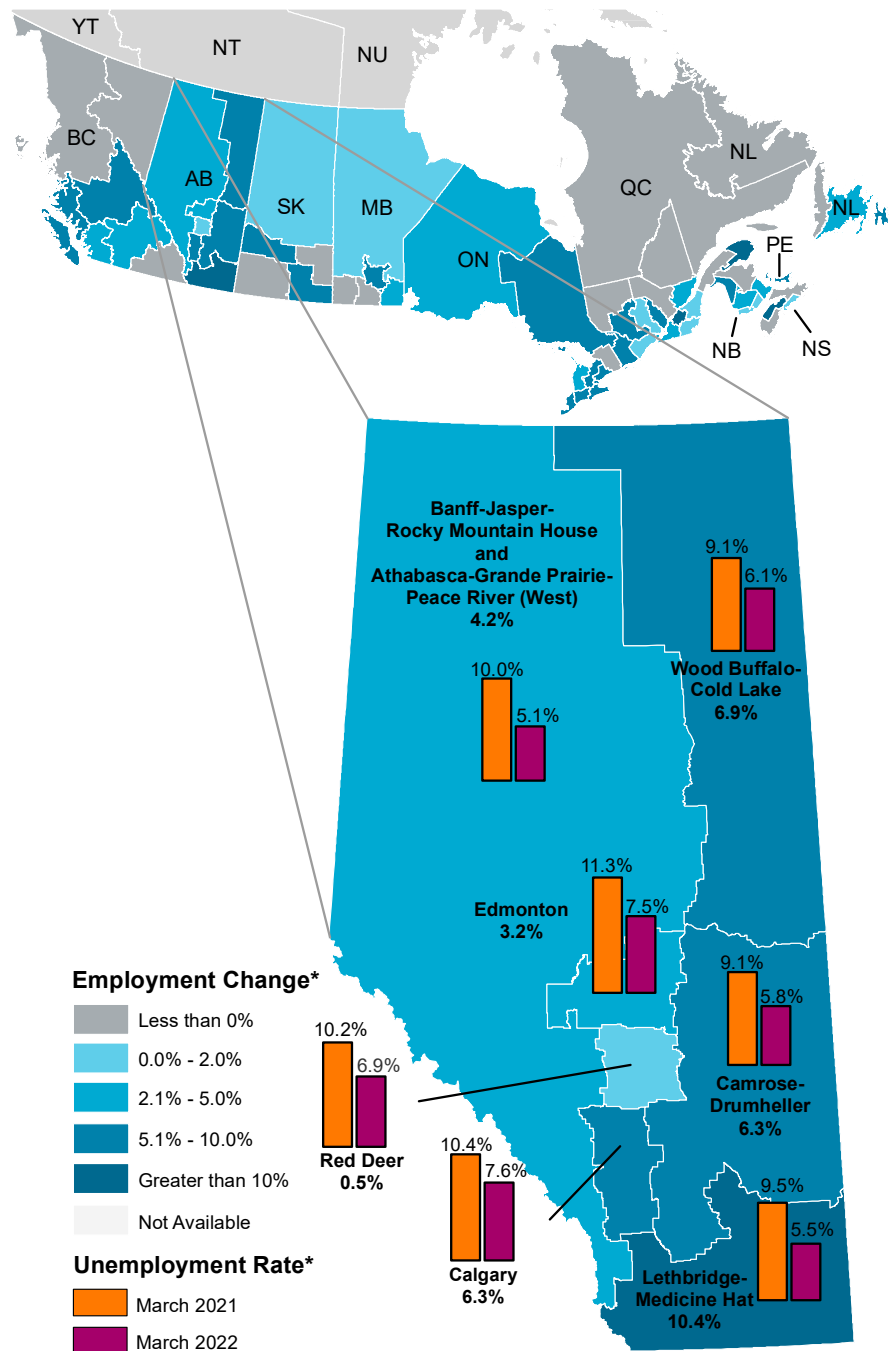 YT
NT
NU
BC
AB
SK
MB
ON
QC
NL
NL
PE
NB
NS
Banff-Jasper-
Rocky Mountain House
and
Athabasca-Grande Prairie-
Peace River (West)
4.2%
10.0%
5.1%
9.1%
6.1%
Wood Buffalo-
Cold Lake
6.9%
11.3%
7.5%
Edmonton
3.2%
9.1%
5.8%
Camrose-
Drumheller
6.3%
10.2%
6.9%
Red Deer
0.5%
10.4%
7.6%
Calgary
6.3%
9.5%
5.5%
Lethbridge-
Medicine Hat
10.4%
Employment Change*
Less than 0%
0.0% - 2.0%
2.1% - 5.0%
5.1% - 10.0%
Greater than 10%
Not Available
Unemployment Rate*
March 2021
March 2022